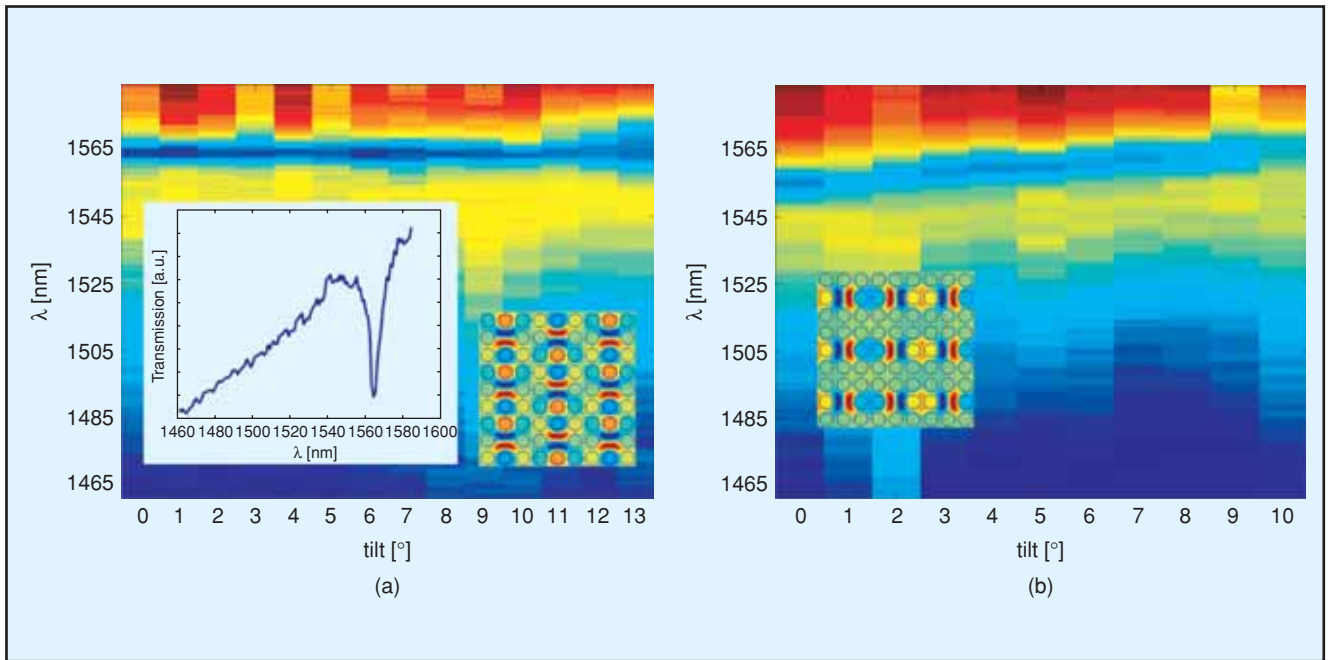 1565
1545
1525
1505
1485
1465
λ [nm]
Transmission [a.u.]
1460 1480 1500 1520 1540 1560 1580 1600
λ [nm]
0 1 2 3 4 5 6 7 8 9 10 11 12 13
tilt [°]
(a)
1565
1545
1525
1505
1485
1465
λ [nm]
0 1 2 3 4 5 6 7 8 9 10
tilt [°]
(b)